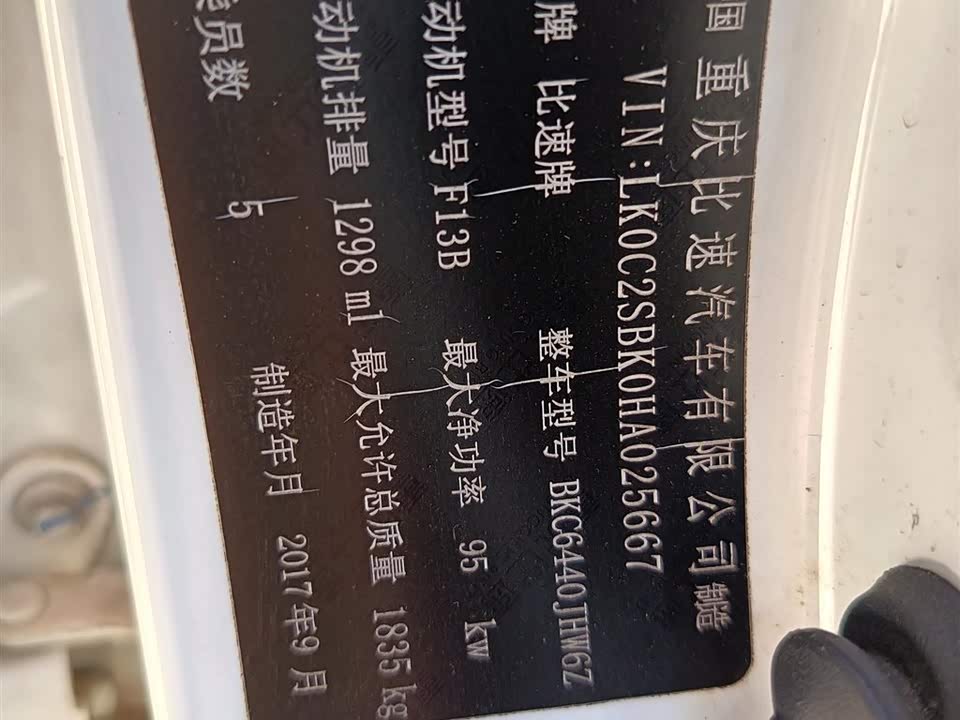 国重庆比速汽车有限公司制造
VIN:LK0C2SBK0HA025667
牌 比速牌 整车型号 BKC6440JHW6Z
动机型号 F13B 最大净功率 95 kw
动机排量 1298 ml 最大允许总质量 1835 kg
员数 5 制造年月 2017年9月